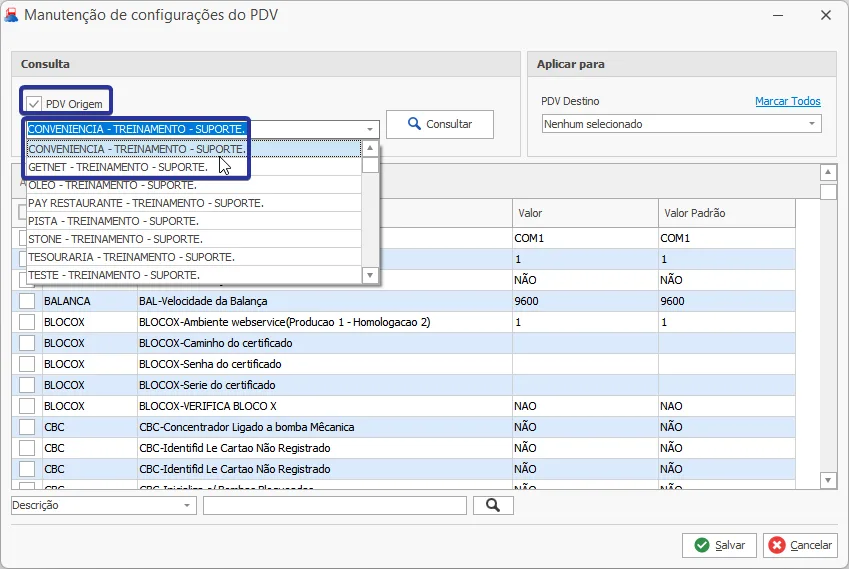 Manutenção de configurações do PDV
Consulta
Aplicar para
PDV Origem
CONVENIENCIA - TREINAMENTO - SUPORTE.
Consultar
PDV Destino
Marcar Todos
Nenhum selecionado
CONVENIENCIA - TREINAMENTO - SUPORTE.
GETNET - TREINAMENTO - SUPORTE.
OLEO - TREINAMENTO - SUPORTE.
PAY RESTAURANTE - TREINAMENTO - SUPORTE.
PISTA - TREINAMENTO - SUPORTE.
STONE - TREINAMENTO - SUPORTE.
TESOURARIA - TREINAMENTO - SUPORTE.
TESTE - TREINAMENTO - SUPORTE.
Valor Valor Padrão
COM1 COM1
1 1
NÃO NÃO
BALANCA BAL-Velocidade da Balança 9600 9600
BLOCOX BLOCOX-Ambiente webservice(Producao 1 - Homologacao 2) 1 1
BLOCOX BLOCOX-Caminho do certificado
BLOCOX BLOCOX-Senha do certificado
BLOCOX BLOCOX-Serie do certificado
BLOCOX BLOCOX-VERIFICA BLOCO X NAO NAO
CBC CBC-Concentrador Ligado a bomba Mêcanica NÃO NÃO
CBC CBC-Identifid Le Cartao Não Registrado NÃO NÃO
CBC CBC-Identifid Le Cartao Não Registrado NÃO NÃO
Descrição
Salvar
Cancelar